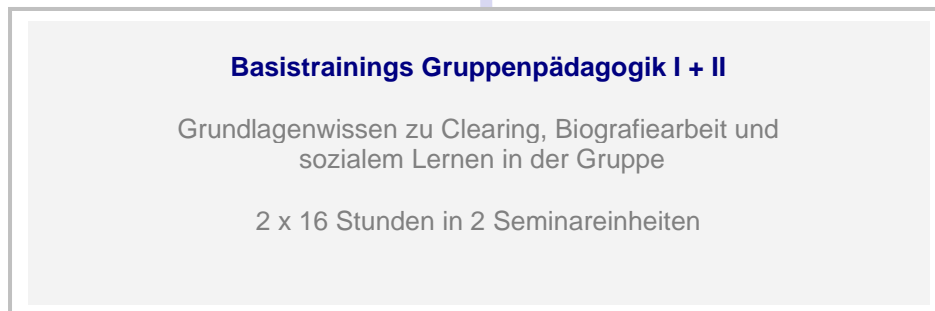 Basistrainings Gruppenpädagogik I + II
Grundlagenwissen zu Clearing, Biografiearbeit und
sozialem Lernen in der Gruppe
2 x 16 Stunden in 2 Seminareinheiten